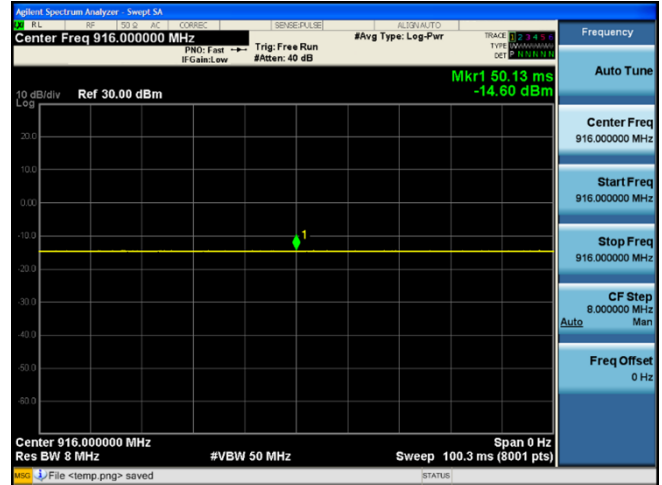 Agilent Spectrum Analyzer - Swept SA
RL RF 50 Ω AC CORREC SENSE:PULSE ALIGN AUTO
Center Freq 916.000000 MHz
PNO: Fast
IFGain:Low
Trig: Free Run
#Atten: 40 dB
#Avg Type: Log-Pwr
TRACE 1 2 3 4 5 6
TYPE
DET P N N N N N
Mkr1 50.13 ms
-14.60 dBm
10 dB/div Ref 30.00 dBm
Log
20.0
10.0
0.00
-10.0
-20.0
-30.0
-40.0
-50.0
-60.0
1
Center 916.000000 MHz Span 0 Hz
Res BW 8 MHz #VBW 50 MHz Sweep 100.3 ms (8001 pts)
MSG File <temp.png> saved STATUS
Frequency
Auto Tune
Center Freq
916.000000 MHz
Start Freq
916.000000 MHz
Stop Freq
916.000000 MHz
CF Step
8.000000 MHz
Auto Man
Freq Offset
0 Hz